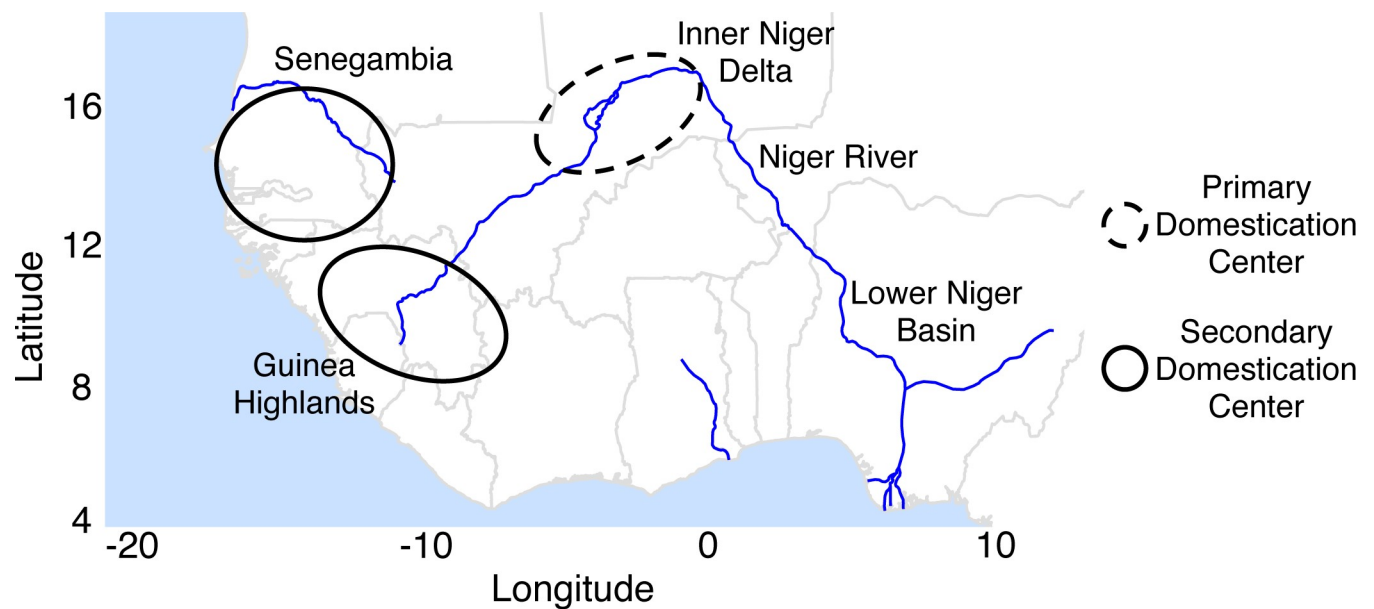 Senegambia
Inner Niger
Delta
16
Niger River
Primary
Domestication
Center
12
Latitude
Lower Niger
Basin
Secondary
Domestication
Center
Guinea
Highlands
8
4
-20
-10
0
10
Longitude